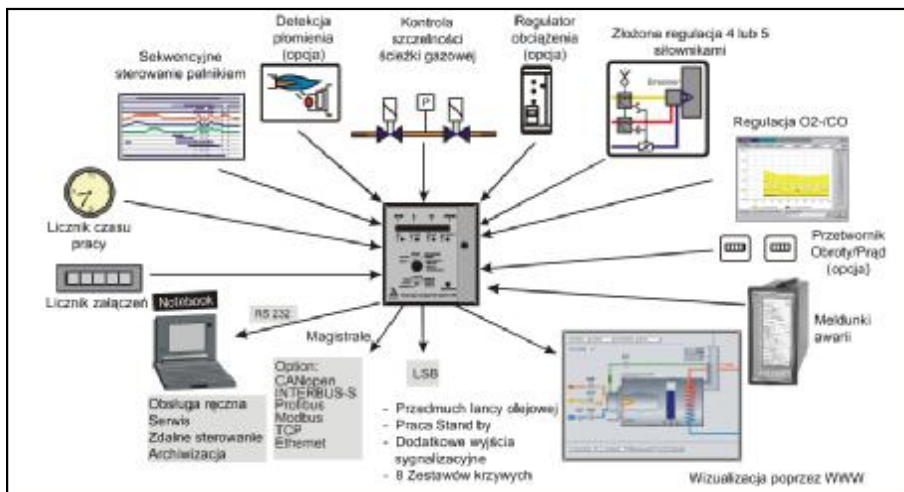 Detekcja
płomienia
(opcja)
Kontrola
szczelności
ścieżki gazowej
Regulator
obciążenia
(opcja)
Złożona regulacja 4 lub 5
siłownikami
Sekwencyjne
sterowanie palnikiem
P
Regulacja O2-/CO
Licznik czasu
pracy
Przetwornik
Obroty/Prąd
(opcja)
Licznik załączeń
Notebook
RS 232
Magistrale
LSB
Meldunki
awarii
Option:
CANopen
INTERBUS-S
Profibus
Modbus
TCP
Ethernet
Obsługa ręczna
Serwis
Zdalne sterowanie
Archiwizacja
- Przedmuch lancy olejowej
- Praca Stand by
- Dodatkowe wyjścia
sygnalizacyjne
- 8 Zestawów krzywych
Wizualizacja poprzez WWW